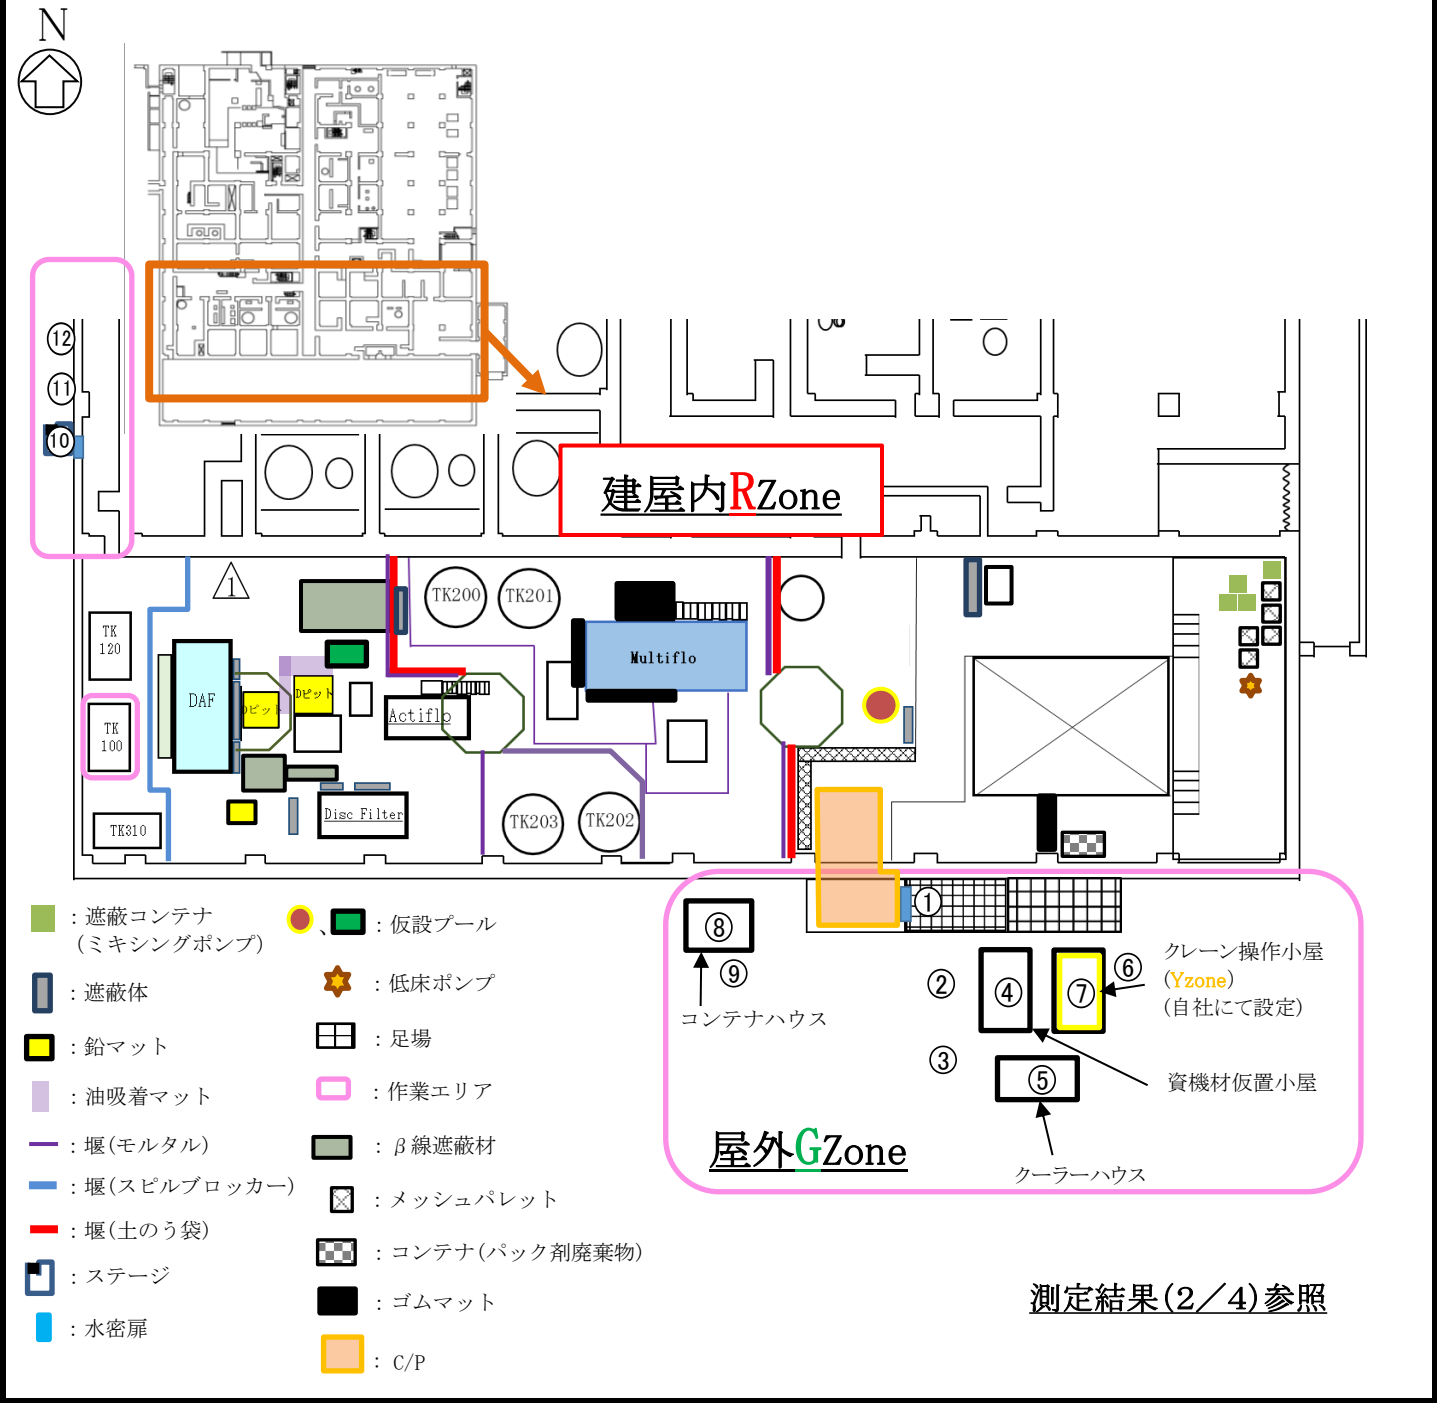 N
⑫
⑪
⑩
建屋内RZone
1
TK
120
TK
100
TK310
DAF
Dピット
Dピット
Actiflo
Disc Filter
TK200
TK201
Multiflo
TK203
TK202
①
⑧
⑨
コンテナハウス
②
③
④
⑦
⑥
⑤
クレーン操作小屋
(Yzone)
(自社にて設定)
資機材仮置小屋
クーラーハウス
屋外GZone
：遮蔽コンテナ
(ミキシングポンプ)
：遮蔽体
：鉛マット
：油吸着マット
：堰(モルタル)
：堰(スピルブロッカー)
：堰(土のう袋)
：ステージ
：水密扉
、
：仮設プール
：低床ポンプ
：足場
：作業エリア
：β線遮蔽材
：メッシュパレット
：コンテナ(パック剤廃棄物)
：ゴムマット
：C/P
測定結果(2／4)参照